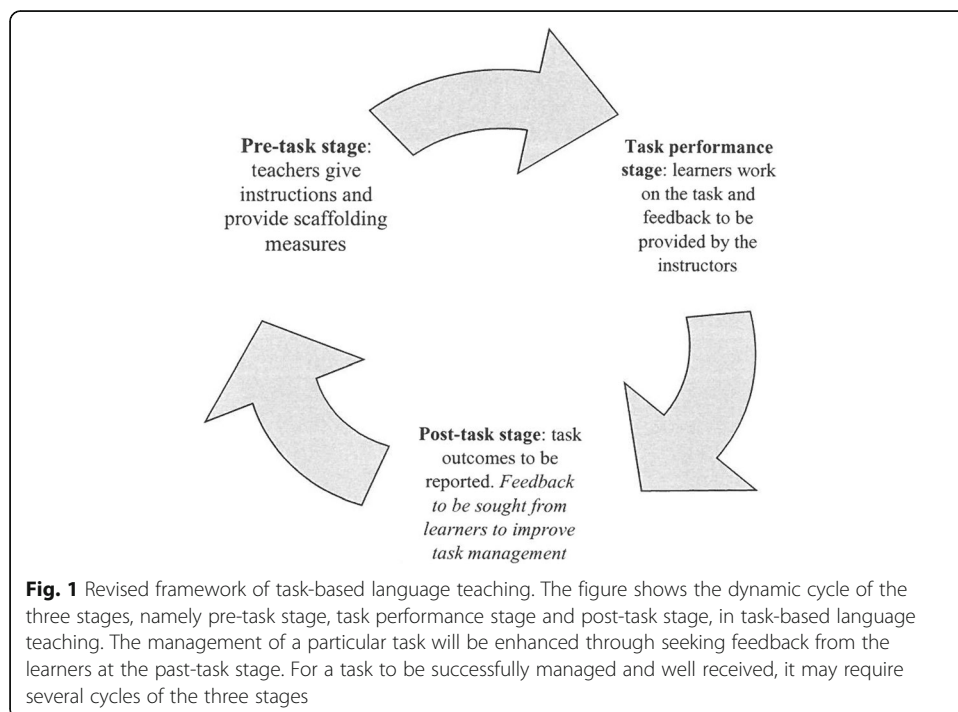 Pre-task stage:
teachers give
instructions and
provide scaffolding
measures
Task performance
stage: learners work
on the task and
feedback to be
provided by the
instructors
Post-task stage: task
outcomes to be
reported. Feedback
to be sought from
learners to improve
task management
Fig. 1 Revised framework of task-based language teaching. The figure shows the dynamic cycle of the
three stages, namely pre-task stage, task performance stage and post-task stage, in task-based language
teaching. The management of a particular task will be enhanced through seeking feedback from the
learners at the past-task stage. For a task to be successfully managed and well received, it may require
several cycles of the three stages